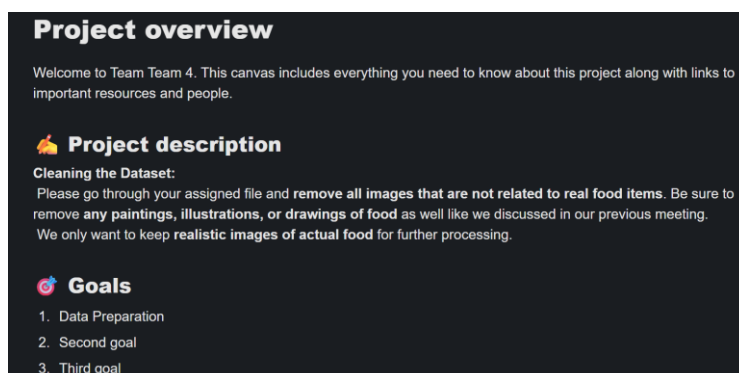 Project overview
Welcome to Team Team 4. This canvas includes everything you need to know about this project along with links to
important resources and people.
✍️ Project description
Cleaning the Dataset:
Please go through your assigned file and remove all images that are not related to real food items. Be sure to
remove any paintings, illustrations, or drawings of food as well like we discussed in our previous meeting.
We only want to keep realistic images of actual food for further processing.
🎯 Goals
1. Data Preparation
2. Second goal
3. Third goal